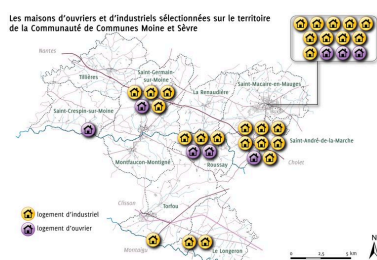 Les maisons d'ouvriers et d'industriels sélectionnées sur le territoire
de la Communauté de Communes Moine et Sèvre
Nantes
Tillières
Saint-Germain
-sur-Moine
La Renaudière
Saint-Macaire-en-Mauges
Saint-Crespin-sur-Moine
Saint-André-de-la-Marche
Montfaucon-Montigné
Roussay
Cholet
Clisson
Torfou
logement d'industriel
logement d'ouvrier
Montaigu
Le Longeron
N
0
2,5
5 km